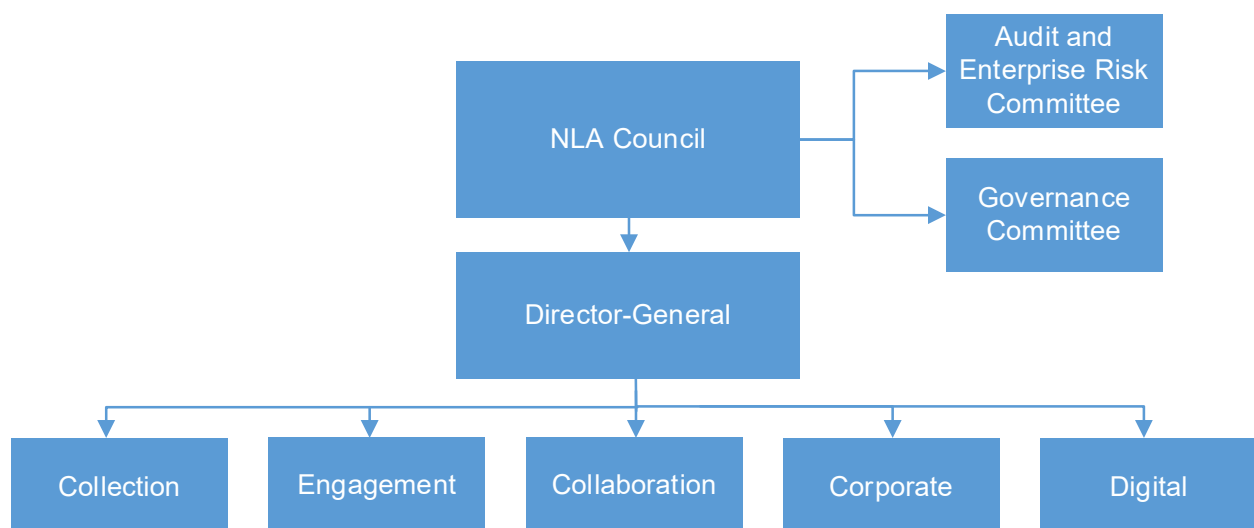 Audit and
Enterprise Risk
Committee
NLA Council
Governance
Committee
Director-General
Collection
Engagement
Collaboration
Corporate
Digital